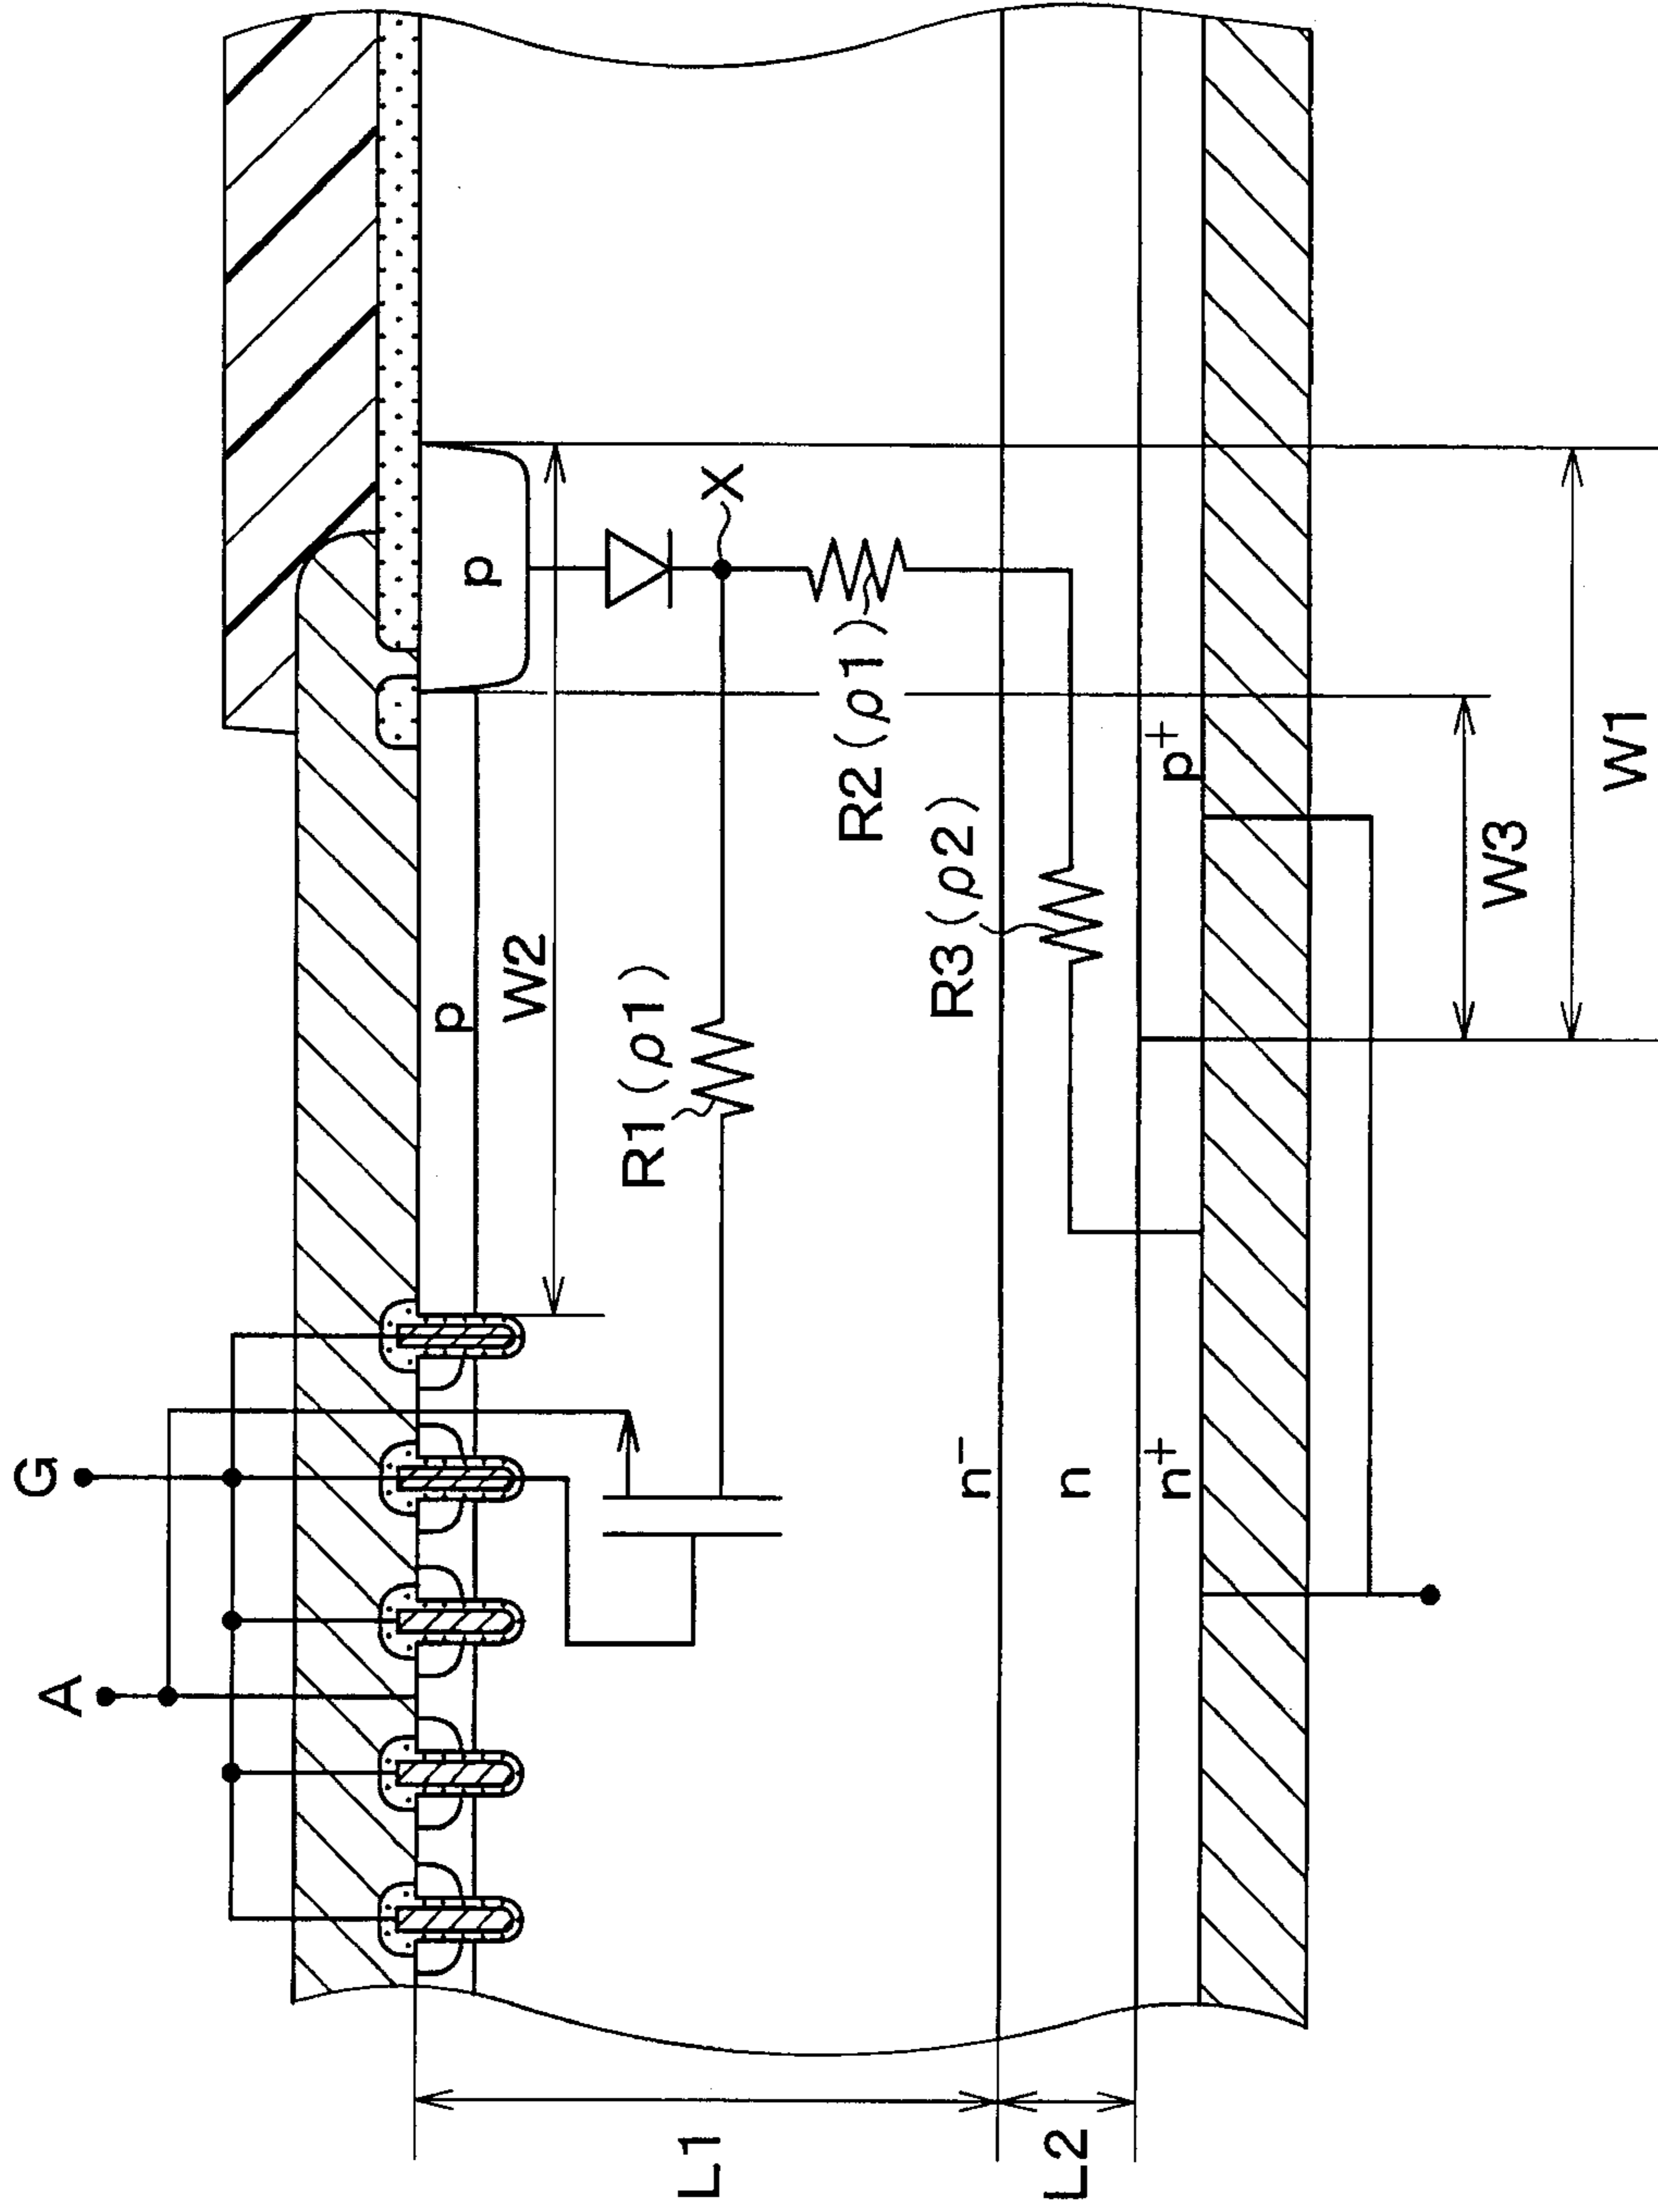 G
A
p
p
W2
X
R1(ρ1)
R2(ρ1)
R3(ρ2)
n⁻
n
n⁺
p⁺
W3
W1
L1
L2